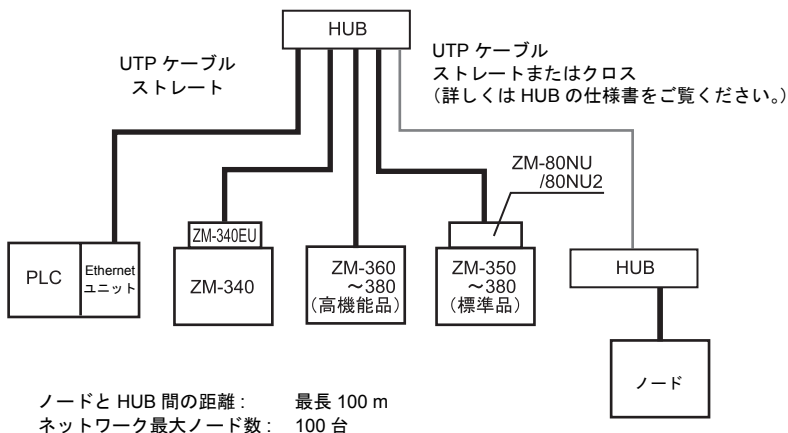 HUB
UTP ケーブル
ストレート
UTP ケーブル
ストレートまたはクロス
（詳しくは HUB の仕様書をご覧ください。）
ZM-80NU
/80NU2
ZM-340EU
PLC
Ethernet
ユニット
ZM-340
ZM-360
～380
（高機能品）
ZM-350
～380
（標準品）
HUB
ノード
ノードと HUB 間の距離 : 最長 100 m
ネットワーク最大ノード数 : 100 台